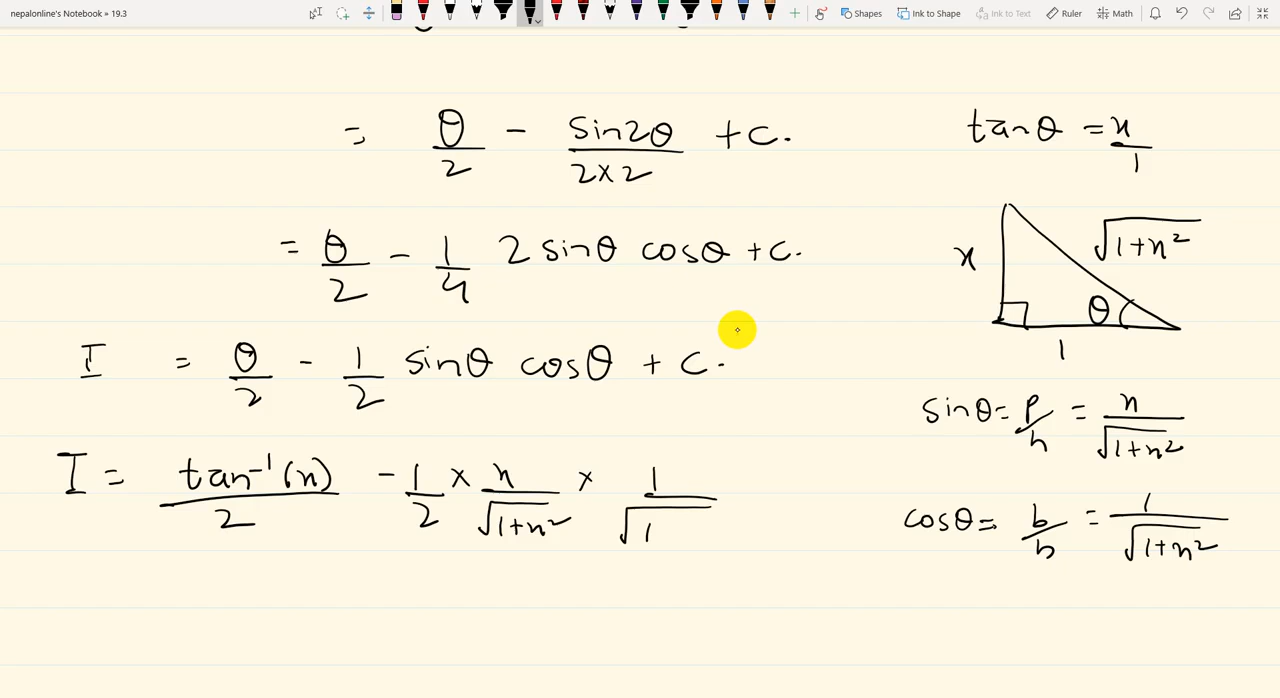 nepalonline's Notebook » 19.3
Shapes Ink to Shape Ink to Text Ruler Math
= θ/2 - sin2θ/(2×2) + c.
= θ/2 - 1/4 2 sinθ cosθ + c.
I = θ/2 - 1/2 sinθ cosθ + c.
I = tan⁻¹(x)/2 - 1/2 × x/√(1+x²) × 1/√1
tanθ = x/1
x
√(1+x²)
θ
1
sinθ = p/h = x/√(1+x²)
cosθ = b/h = 1/√(1+x²)